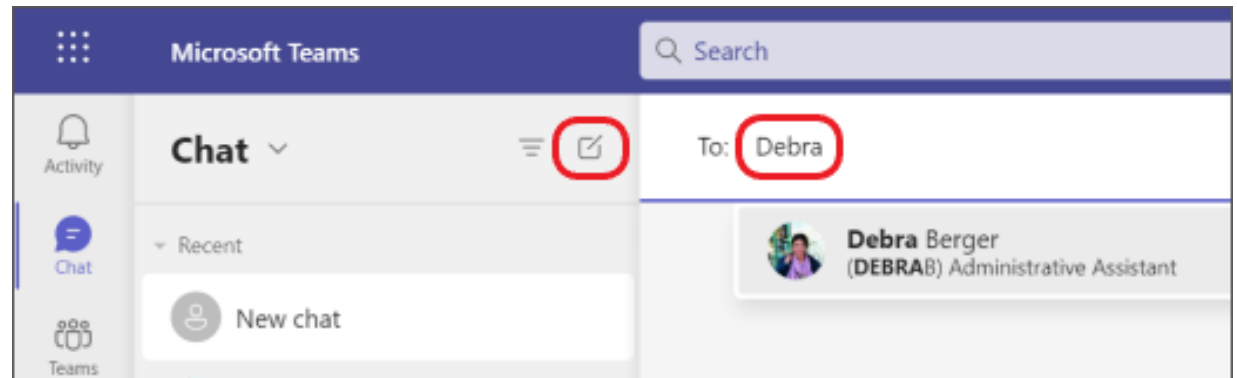 Microsoft Teams
Search
Activity
Chat
To: Debra
Chat
Recent
New chat
Teams
Debra Berger
(DEBRAB) Administrative Assistant